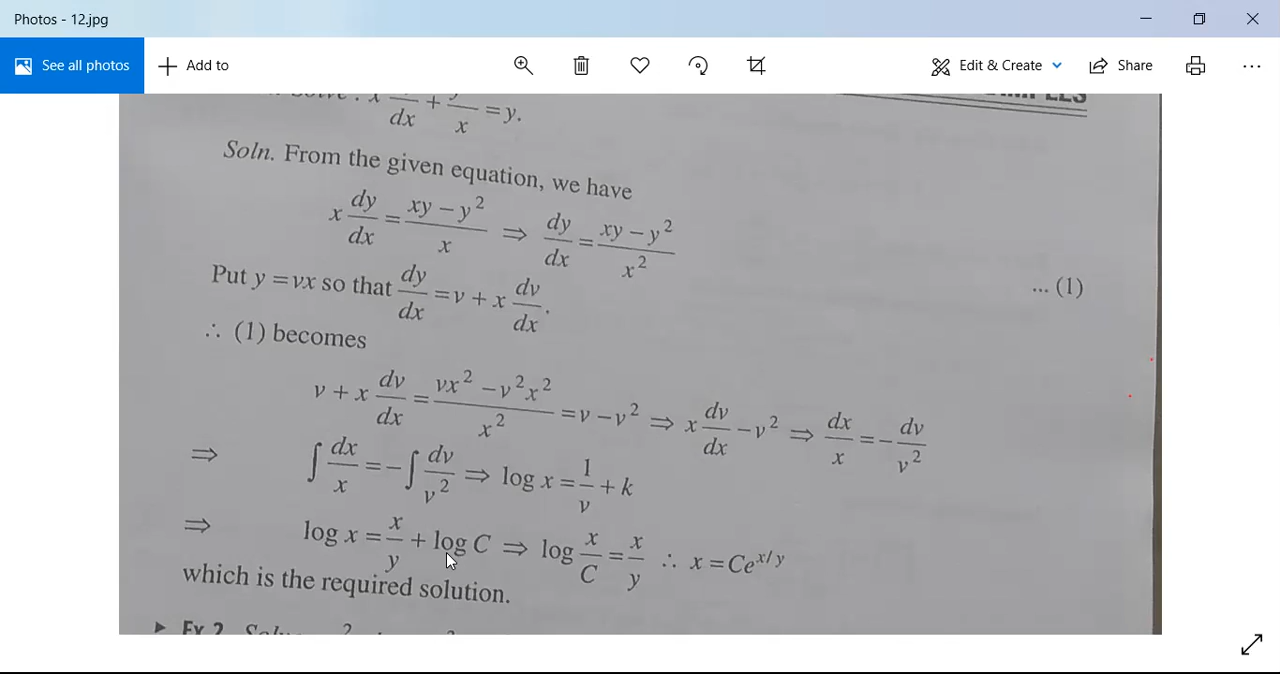 Photos - 12.jpg
See all photos
Add to
Edit & Create
Share
dx + x = y.
Soln. From the given equation, we have
x dy/dx = (xy − y²)/x ⇒ dy/dx = (xy − y²)/x² ... (1)
Put y = vx so that dy/dx = v + x dv/dx.
∴ (1) becomes
v + x dv/dx = (vx² − v²x²)/x² = v − v² ⇒ x dv/dx − v² ⇒ dx/x = − dv/v²
⇒ ∫ dx/x = − ∫ dv/v² ⇒ log x = 1/v + k
⇒ log x = x/y + log C ⇒ log x/C = x/y ∴ x = Ce^(x/y)
which is the required solution.